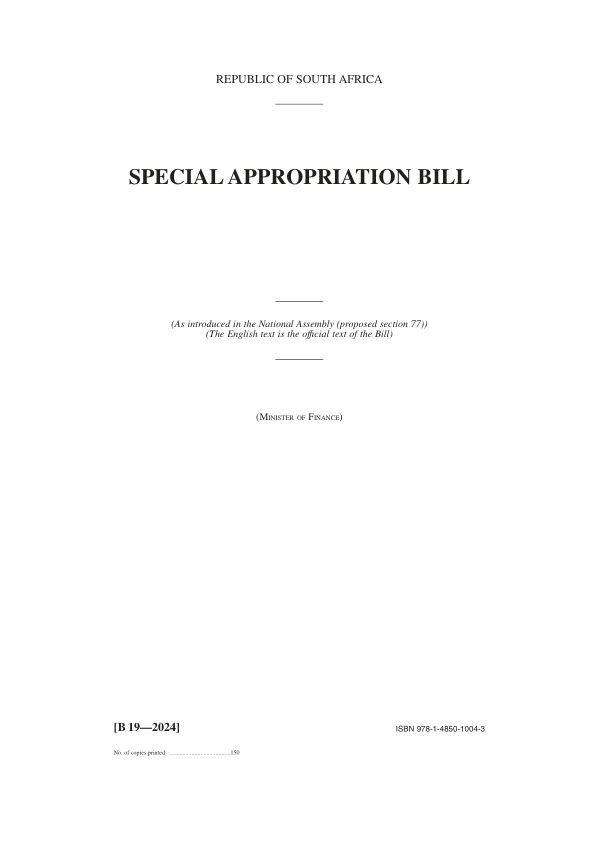 REPUBLIC OF SOUTH AFRICA
SPECIAL APPROPRIATION BILL
(As introduced in the National Assembly (proposed section 77))
(The English text is the official text of the Bill)
(Minister of Finance)
[B 19—2024]
ISBN 978-1-4850-1004-3
No. of copies printed .......................................150